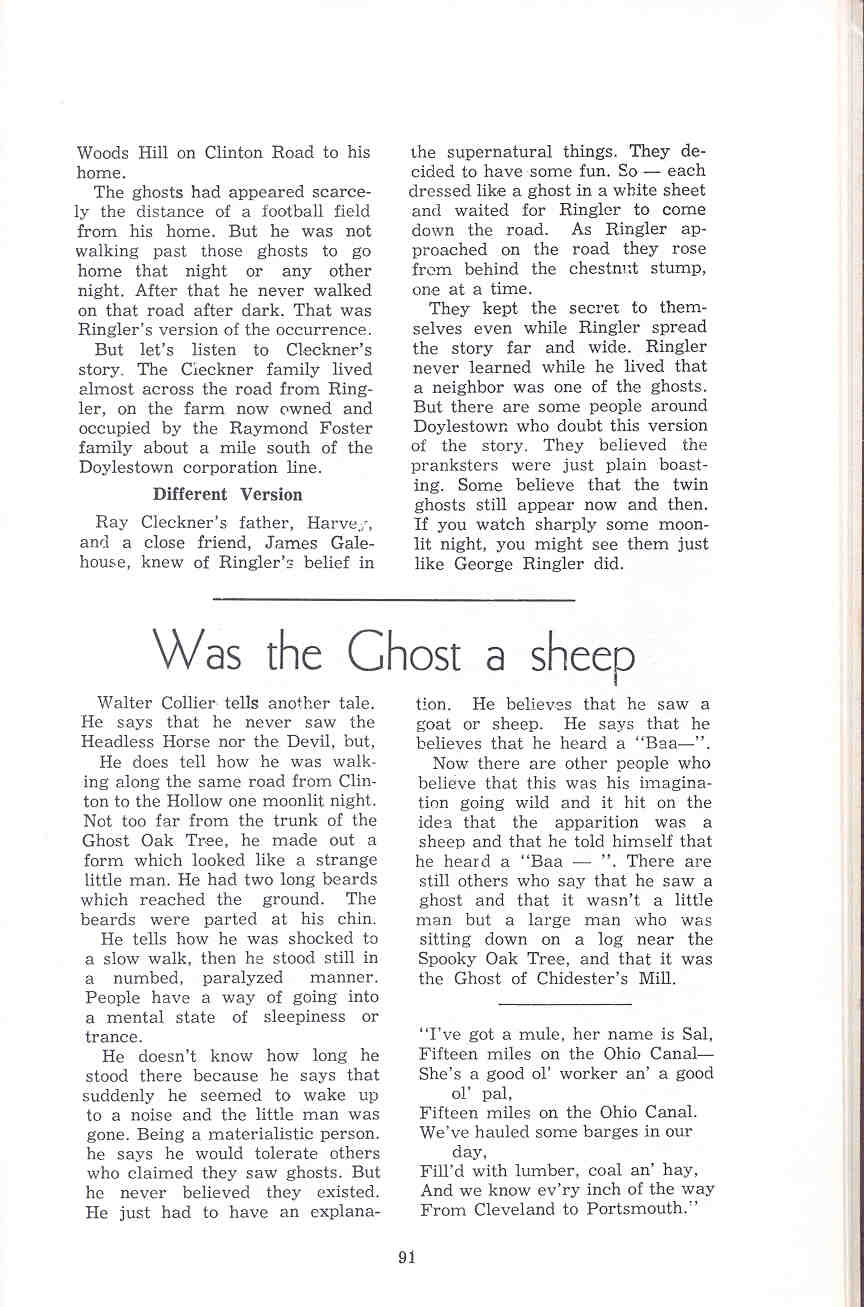 Woods Hill on Clinton Road to his
home.
The ghosts had appeared scarce-
ly the distance of a football field
from his home. But he was not
walking past those ghosts to go
home that night or any other
night. After that he never walked
on that road after dark. That was
Ringler's version of the occurrence.
But let's listen to Cleckner's
story. The Cleckner family lived
almost across the road from Ring-
ler, on the farm now owned and
occupied by the Raymond Foster
family about a mile south of the
Doylestown corporation line.
Different Version
Ray Cleckner's father, Harvey,
and a close friend, James Gale-
house, knew of Ringler's belief in
the supernatural things. They de-
cided to have some fun. So — each
dressed like a ghost in a white sheet
and waited for Ringler to come
down the road. As Ringler ap-
proached on the road they rose
from behind the chestnut stump,
one at a time.
They kept the secret to them-
selves even while Ringler spread
the story far and wide. Ringler
never learned while he lived that
a neighbor was one of the ghosts.
But there are some people around
Doylestown who doubt this version
of the story. They believed the
pranksters were just plain boast-
ing. Some believe that the twin
ghosts still appear now and then.
If you watch sharply some moon-
lit night, you might see them just
like George Ringler did.
Was the Ghost a sheep
Walter Collier tells another tale.
He says that he never saw the
Headless Horse nor the Devil, but,
He does tell how he was walk-
ing along the same road from Clin-
ton to the Hollow one moonlit night.
Not too far from the trunk of the
Ghost Oak Tree, he made out a
form which looked like a strange
little man. He had two long beards
which reached the ground. The
beards were parted at his chin.
He tells how he was shocked to
a slow walk, then he stood still in
a numbed, paralyzed manner.
People have a way of going into
a mental state of sleepiness or
trance.
He doesn't know how long he
stood there because he says that
suddenly he seemed to wake up
to a noise and the little man was
gone. Being a materialistic person.
he says he would tolerate others
who claimed they saw ghosts. But
he never believed they existed.
He just had to have an explana-
tion. He believes that he saw a
goat or sheep. He says that he
believes that he heard a "Baa—".
Now there are other people who
believe that this was his imagina-
tion going wild and it hit on the
idea that the apparition was a
sheep and that he told himself that
he heard a "Baa — ". There are
still others who say that he saw a
ghost and that it wasn't a little
man but a large man who was
sitting down on a log near the
Spooky Oak Tree, and that it was
the Ghost of Chidester's Mill.
"I've got a mule, her name is Sal,
Fifteen miles on the Ohio Canal—
She's a good ol' worker an' a good
ol' pal,
Fifteen miles on the Ohio Canal.
We've hauled some barges in our
day,
Fill'd with lumber, coal an' hay,
And we know ev'ry inch of the way
From Cleveland to Portsmouth."
91